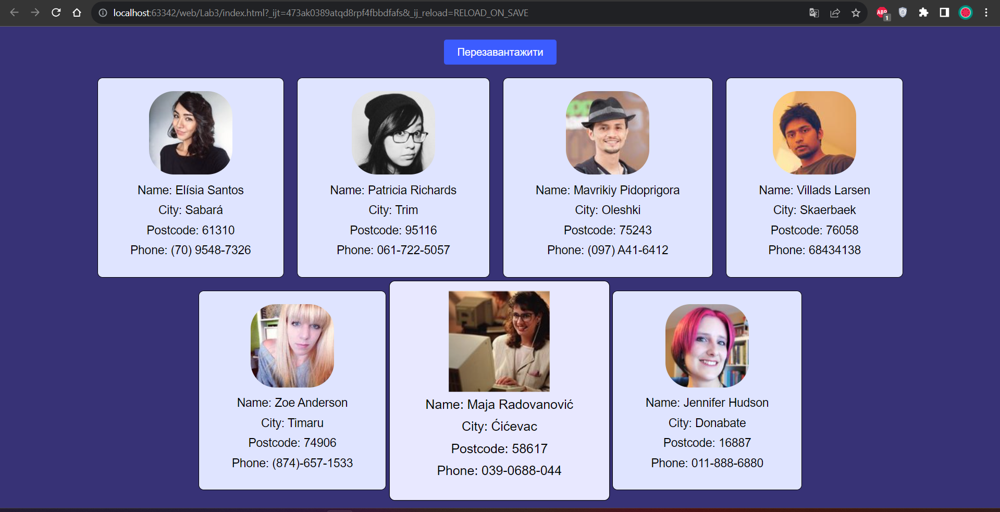 localhost:63342/web/Lab3/index.html?_ijt=473ak0389atqd8rpf4fbbdfafs&_ij_reload=RELOAD_ON_SAVE
ABP
1
Перезавантажити
Name: Elísia Santos
City: Sabará
Postcode: 61310
Phone: (70) 9548-7326
Name: Patricia Richards
City: Trim
Postcode: 95116
Phone: 061-722-5057
Name: Mavrikiy Pidoprigora
City: Oleshki
Postcode: 75243
Phone: (097) A41-6412
Name: Villads Larsen
City: Skaerbaek
Postcode: 76058
Phone: 68434138
Name: Zoe Anderson
City: Timaru
Postcode: 74906
Phone: (874)-657-1533
Name: Maja Radovanović
City: Ćićevac
Postcode: 58617
Phone: 039-0688-044
Name: Jennifer Hudson
City: Donabate
Postcode: 16887
Phone: 011-888-6880